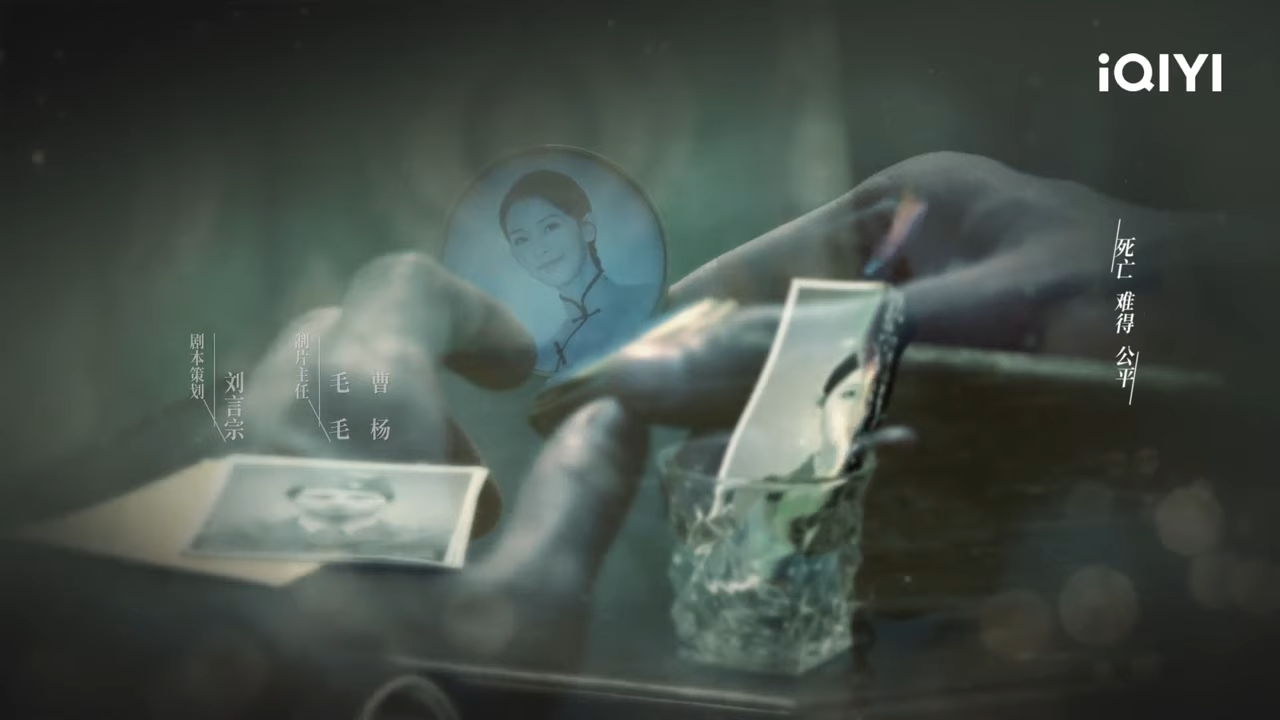 iQIYI
死亡 难得 公平
剧本策划
刘言宗
制片主任
毛毛
曹杨